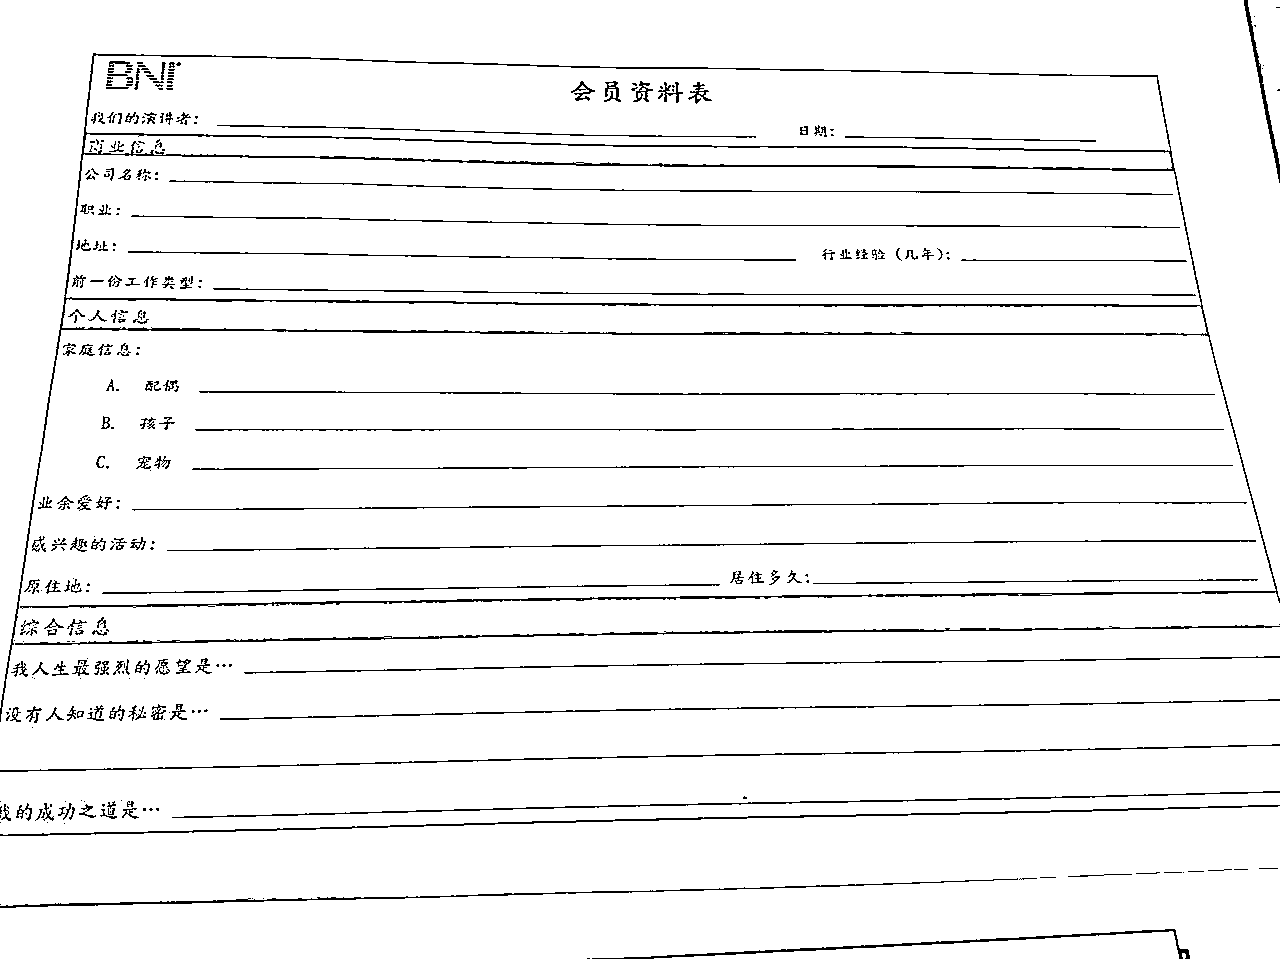 BNI
会员资料表
我们的演讲者： 日期：
商业信息
公司名称：
职业：
地址： 行业经验（几年）：
前一份工作类型：
个人信息
家庭信息：
A. 配偶
B. 孩子
C. 宠物
业余爱好：
感兴趣的活动：
原住地： 居住多久：
综合信息
我人生最强烈的愿望是…
没有人知道的秘密是…
我的成功之道是…